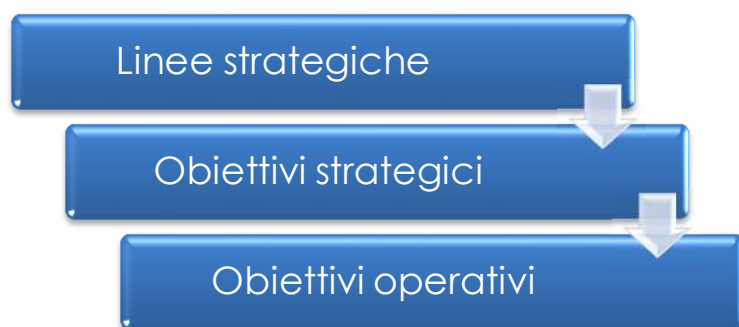 Linee strategiche
Obiettivi strategici
Obiettivi operativi